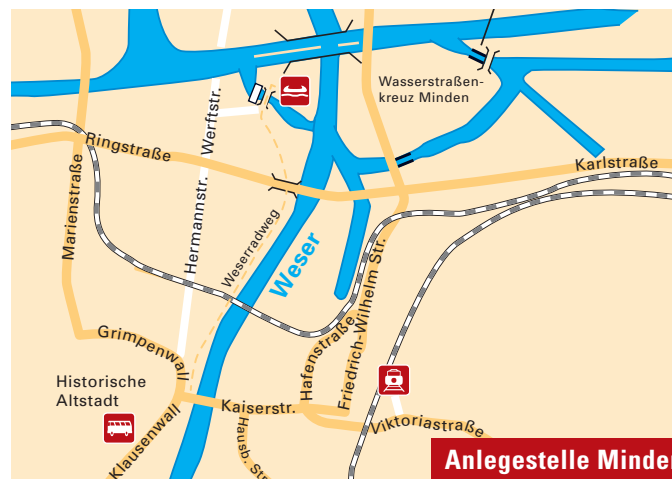 Wasserstraßen-
kreuz Minden
Werftstr.
Ringstraße
Karlstraße
Marienstraße
Hermannstr.
Weserradweg
Weser
Friedrich-Wilhelm Str.
Hafenstraße
Grimpenwall
Historische
Altstadt
Kaiserstr.
Klausenwall
Hausb. Str
Viktoriastraße
Anlegestelle Minden